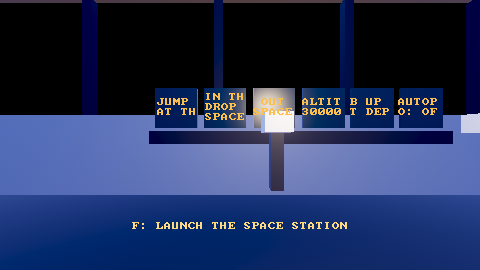 JUMP
AT TH
IN TH
DROP
SPACE
OUT
SPACE
ALTIT
30000
B UP
T DEP
AUTOP
O: OF
F: LAUNCH THE SPACE STATION